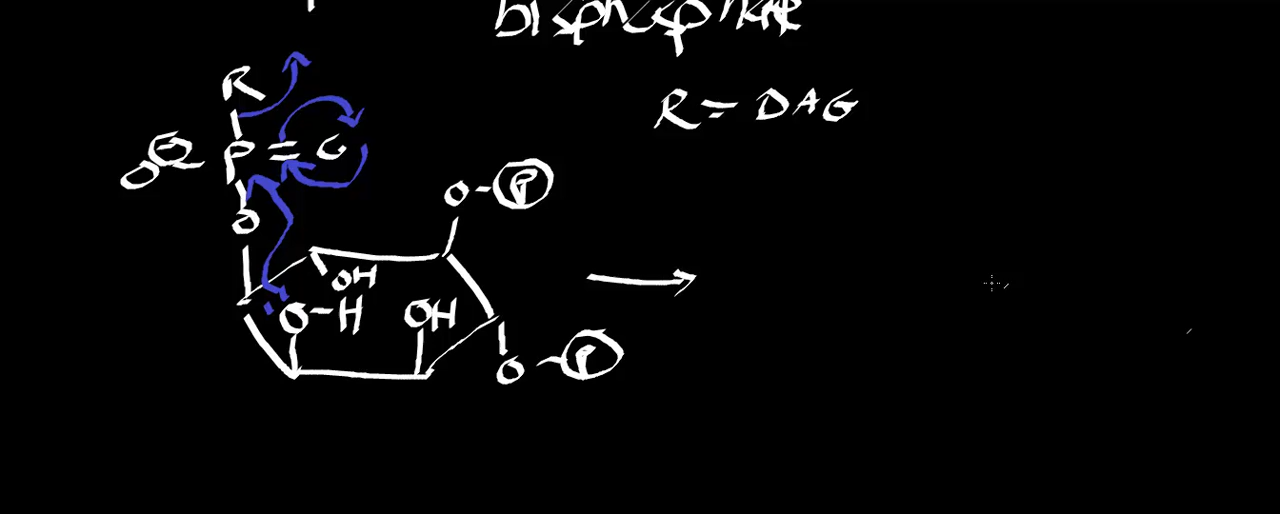 bisphosphate
R = DAG
R
⊖O P = O
O
O - P
OH
O - H
OH
O - P